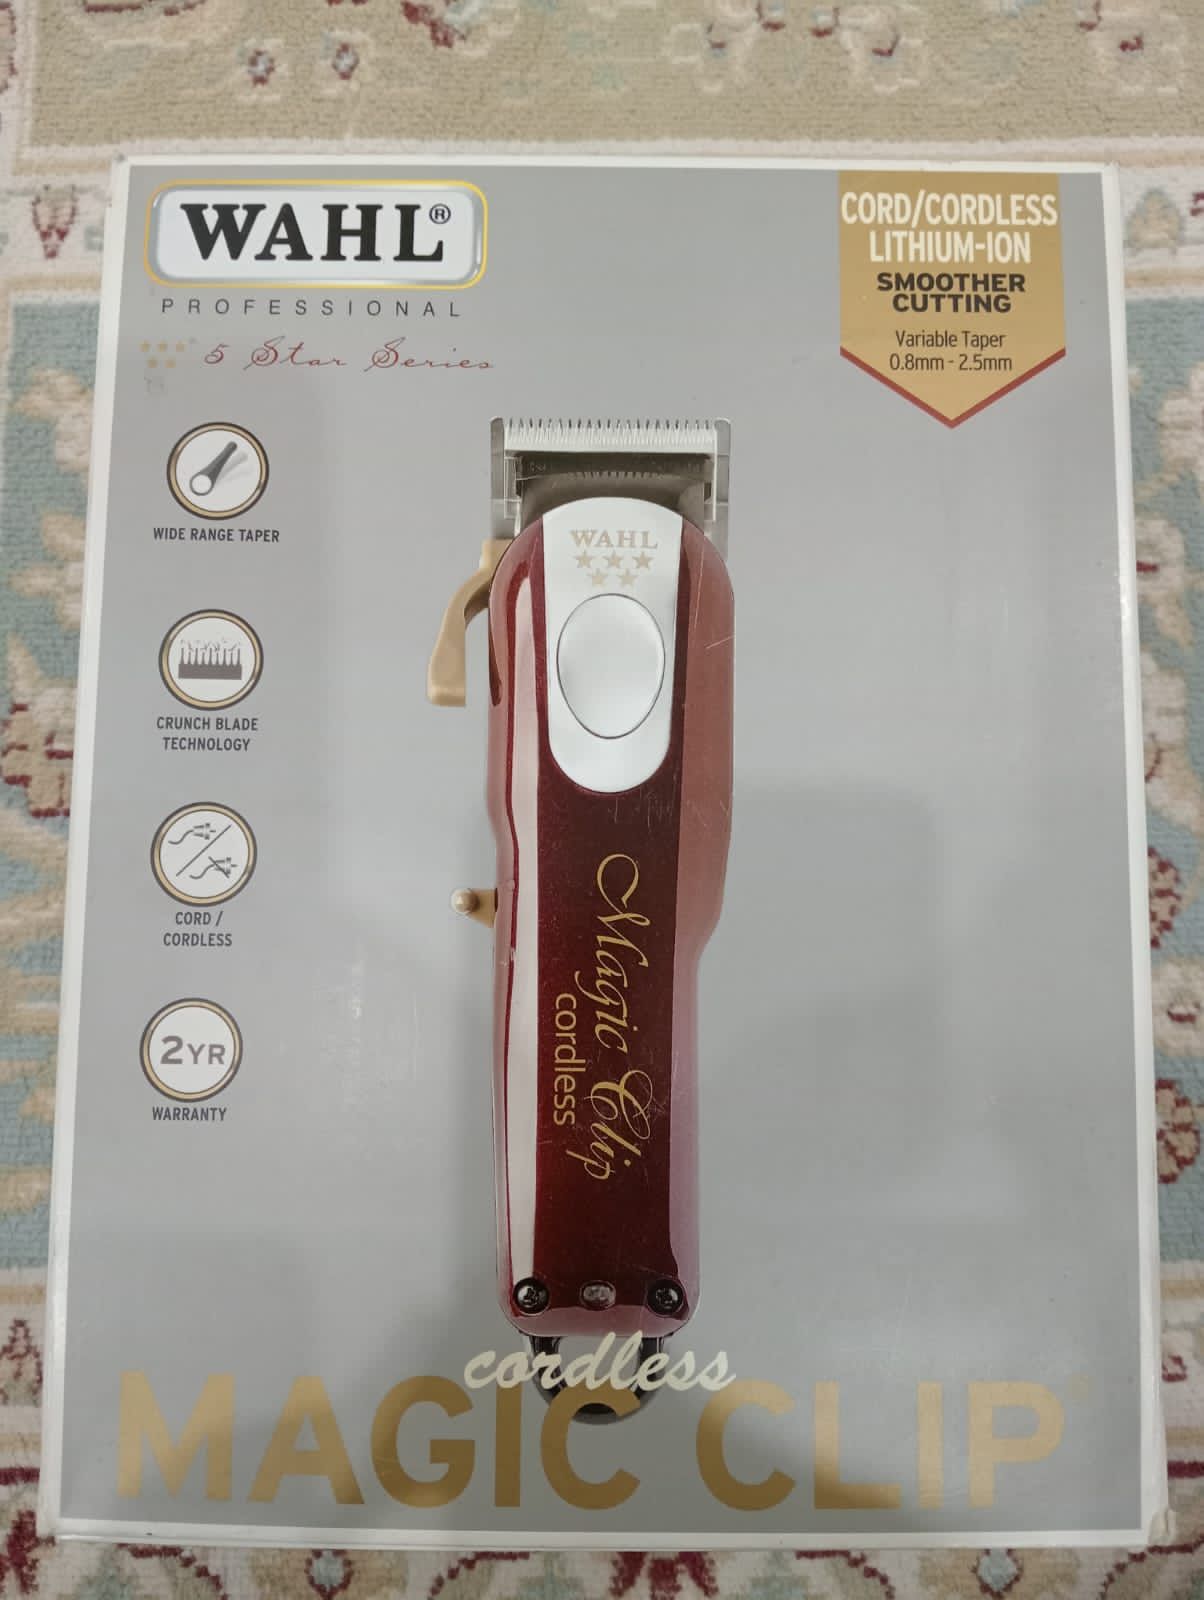 WAHL®
PROFESSIONAL
5 Star Series
CORD/CORDLESS
LITHIUM-ION
SMOOTHER
CUTTING
Variable Taper
0.8mm - 2.5mm
WIDE RANGE TAPER
CRUNCH BLADE
TECHNOLOGY
CORD /
CORDLESS
2YR
WARRANTY
WAHL
Magic Clip
cordless
cordless
MAGIC CLIP®